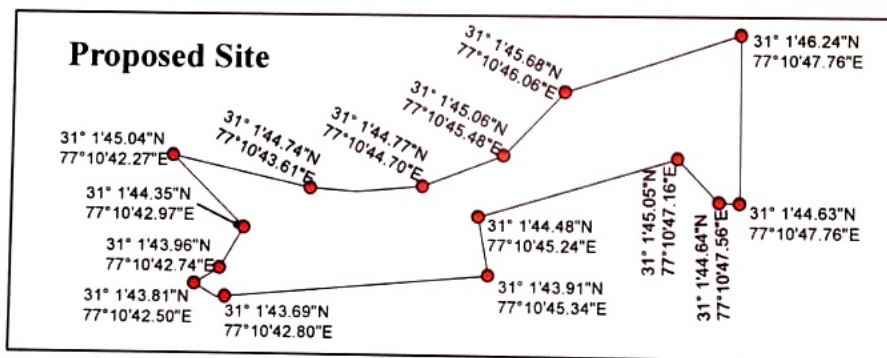 Proposed Site
31° 1'46.24"N
77°10'47.76"E
31° 1'45.68"N
77°10'46.06"E
31° 1'45.06"N
77°10'45.48"E
31° 1'44.77"N
77°10'44.70"E
31° 1'44.74"N
77°10'43.61"E
31° 1'45.04"N
77°10'42.27"E
31° 1'44.35"N
77°10'42.97"E
31° 1'43.96"N
77°10'42.74"E
31° 1'43.81"N
77°10'42.50"E
31° 1'43.69"N
77°10'42.80"E
31° 1'44.48"N
77°10'45.24"E
31° 1'43.91"N
77°10'45.34"E
31° 1'45.05"N
77°10'47.16"E
31° 1'44.64"N
77°10'47.56"E
31° 1'44.63"N
77°10'47.76"E